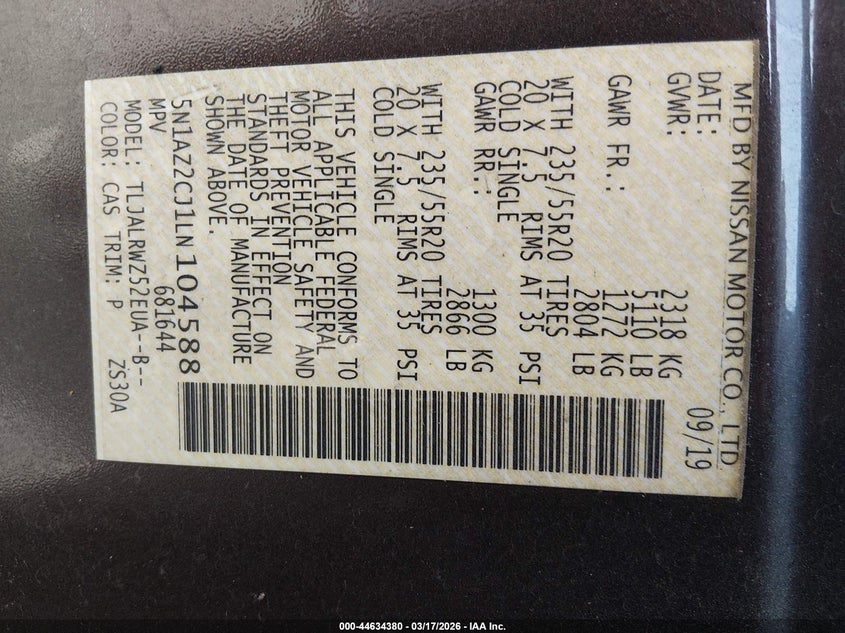 MFD BY NISSAN MOTOR CO., LTD
DATE: 09/19
GVWR: 2318 KG
5110 LB
GAWR FR.: 1272 KG
2804 LB
WITH 235/55R20 TIRES
20 X 7.5 RIMS AT 35 PSI
COLD SINGLE
GAWR RR.: 1300 KG
2866 LB
WITH 235/55R20 TIRES
20 X 7.5 RIMS AT 35 PSI
COLD SINGLE
THIS VEHICLE CONFORMS TO
ALL APPLICABLE FEDERAL
MOTOR VEHICLE SAFETY AND
THEFT PREVENTION
STANDARDS IN EFFECT ON
THE DATE OF MANUFACTURE
SHOWN ABOVE.
5N1AZ2CJ1LN104588
MPV 681644
MODEL: TLJALRWZ52EUA--B--
COLOR: CAS TRIM: P ZS30A
000-44634380 - 03/17/2026 - IAA Inc.